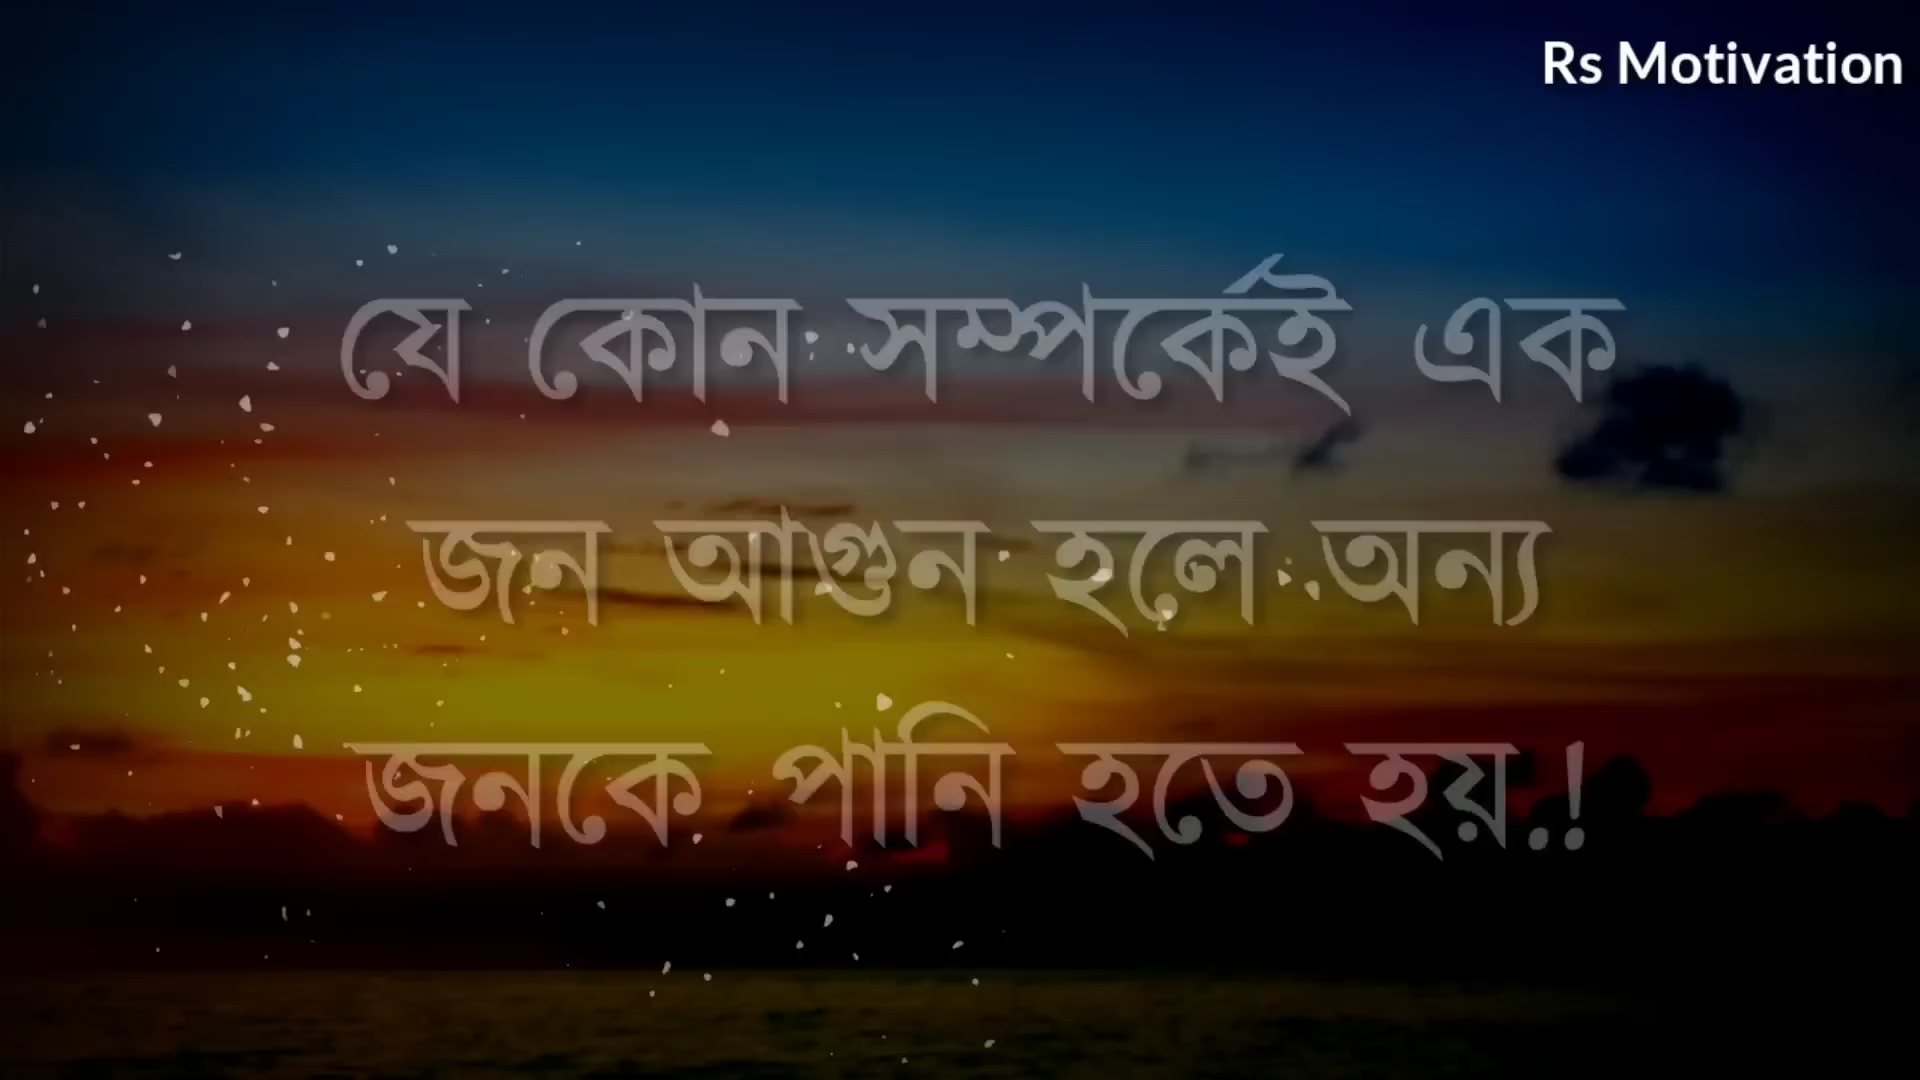 Rs Motivation
যে কোন সম্পর্কেই এক
জন আগুন হলে অন্য
জনকে পানি হতে হয়.!